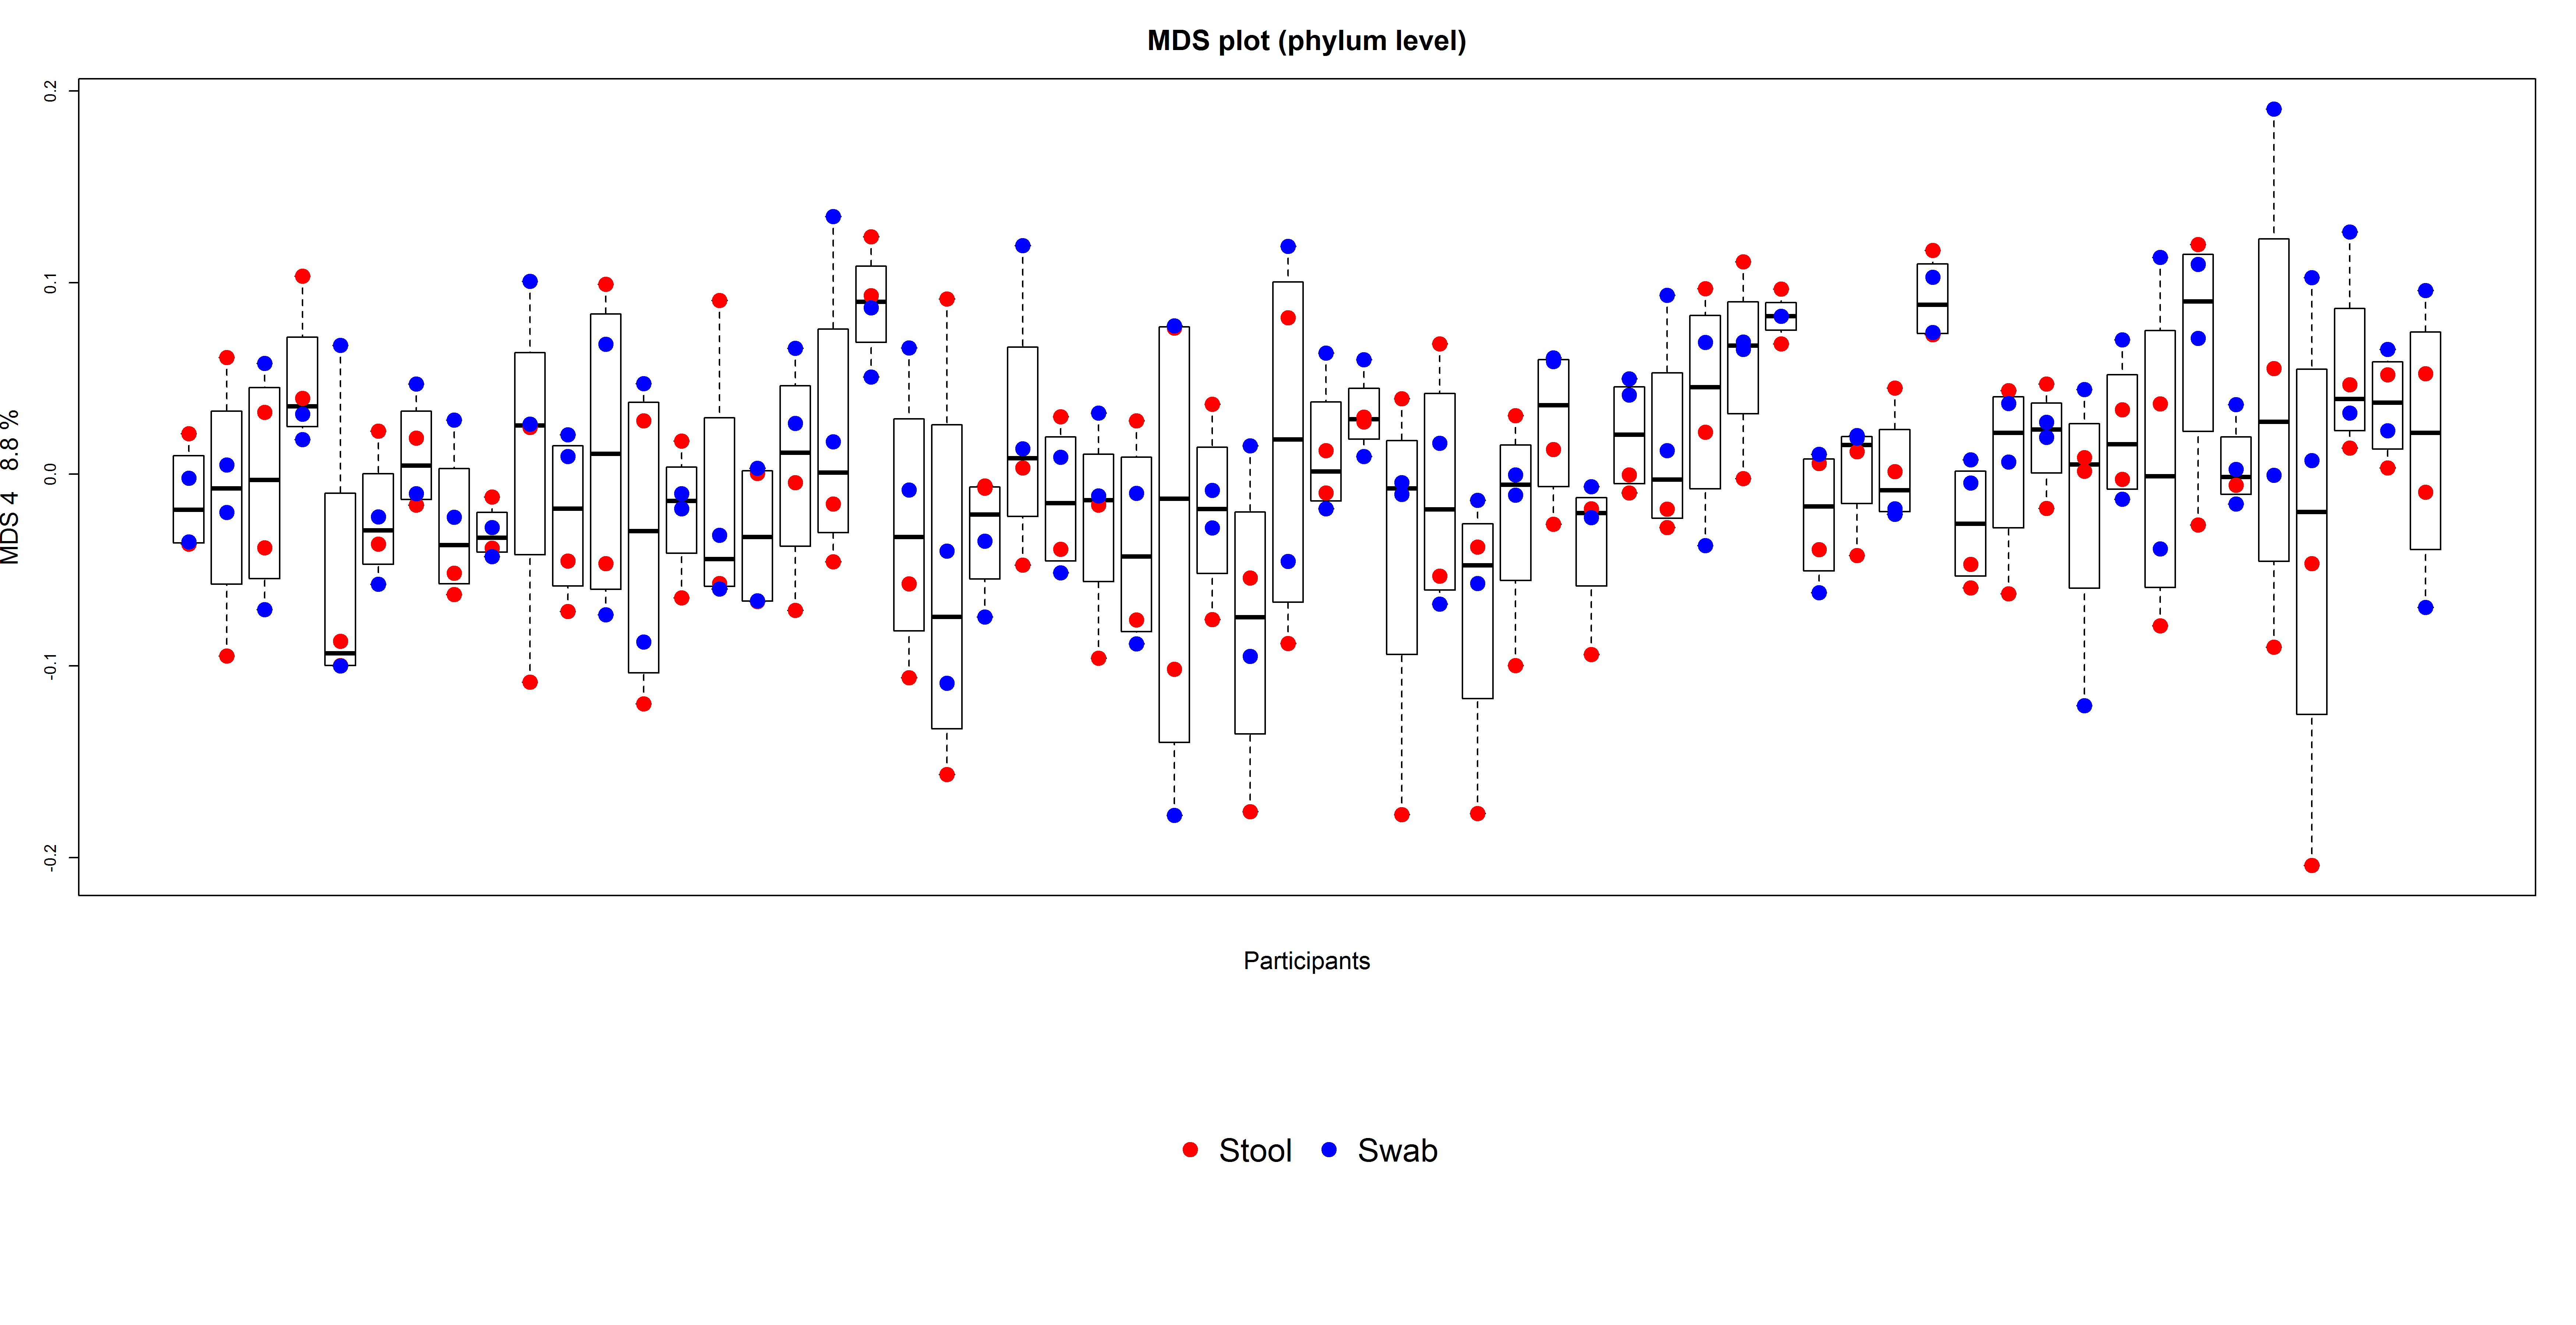 MDS plot (phylum level)
MDS 4 8.8 %
0.2
0.1
0.0
-0.1
-0.2
Participants
Stool Swab